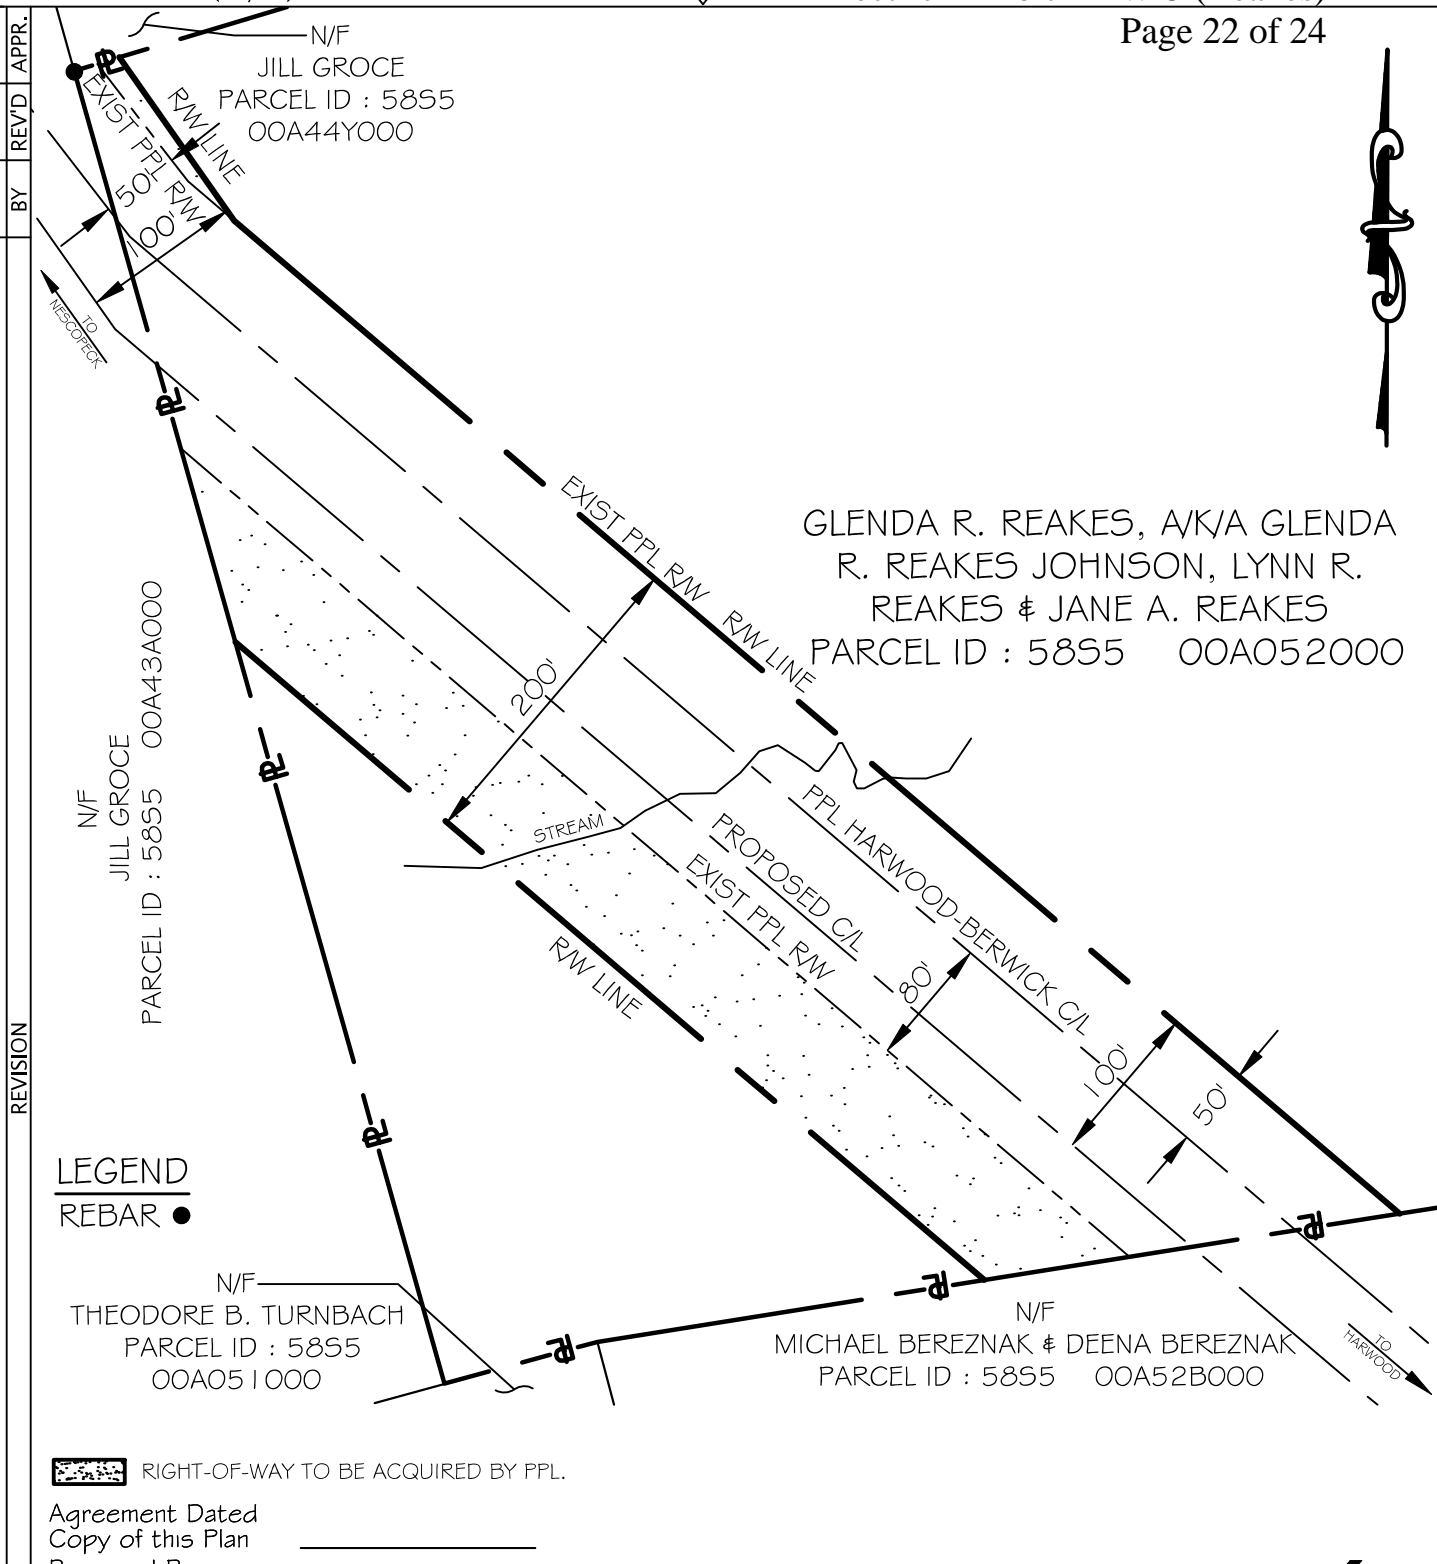 Page 22 of 24
APPR.
REV'D
BY
REVISION
N/F
JILL GROCE
PARCEL ID : 58S5
00A44Y000
EXIST PPL R/W
R/W LINE
50'
100'
TO
NESCOPECK
EXIST PPL R/W
R/W LINE
GLENDA R. REAKES, A/K/A GLENDA
R. REAKES JOHNSON, LYNN R.
REAKES & JANE A. REAKES
PARCEL ID : 58S5 00A052000
200'
N/F
JILL GROCE
PARCEL ID : 58S5 00A43A000
STREAM
PPL HARWOOD-BERWICK C/L
PROPOSED C/L
EXIST PPL R/W
R/W LINE
80'
100'
50'
LEGEND
REBAR
N/F
THEODORE B. TURNBACH
PARCEL ID : 58S5
00A051000
N/F
MICHAEL BEREZNAK & DEENA BEREZNAK
PARCEL ID : 58S5 00A52B000
TO
HARWOOD
RIGHT-OF-WAY TO BE ACQUIRED BY PPL.
Agreement Dated
Copy of this Plan